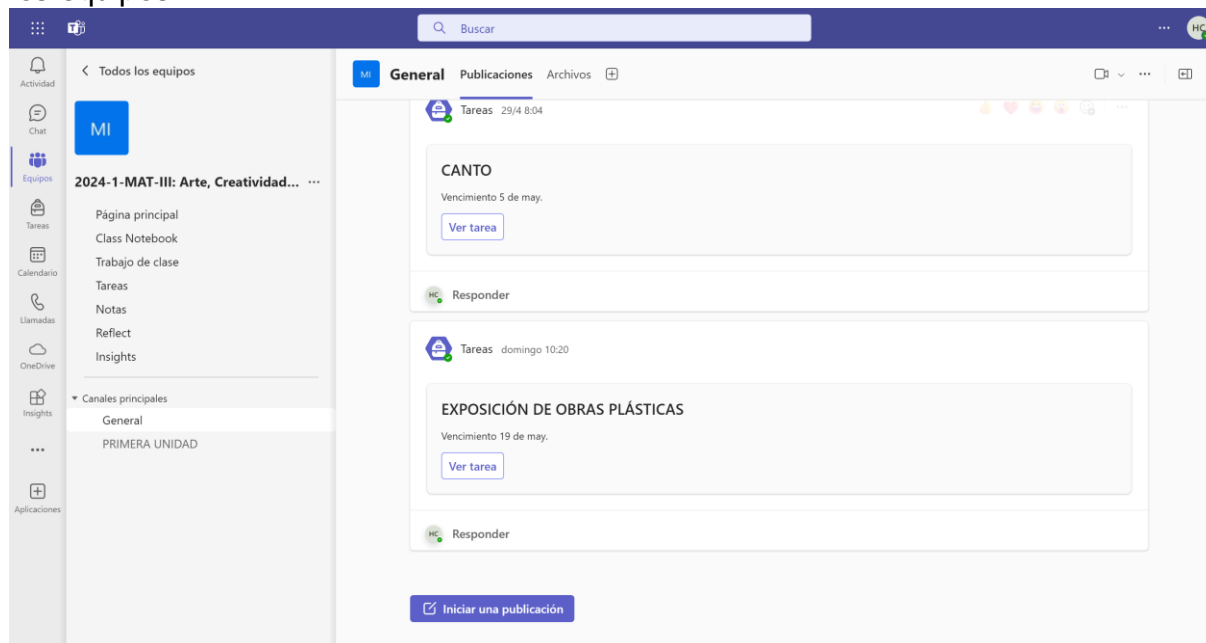 Buscar
HC
Actividad
Chat
Equipos
Tareas
Calendario
Llamadas
OneDrive
Insights
Aplicaciones
Todos los equipos
MI
2024-1-MAT-III: Arte, Creatividad...
Página principal
Class Notebook
Trabajo de clase
Tareas
Notas
Reflect
Insights
Canales principales
General
PRIMERA UNIDAD
MI General Publicaciones Archivos
Tareas 29/4 8:04
CANTO
Vencimiento 5 de may.
Ver tarea
HC Responder
Tareas domingo 10:20
EXPOSICIÓN DE OBRAS PLÁSTICAS
Vencimiento 19 de may.
Ver tarea
HC Responder
Iniciar una publicación